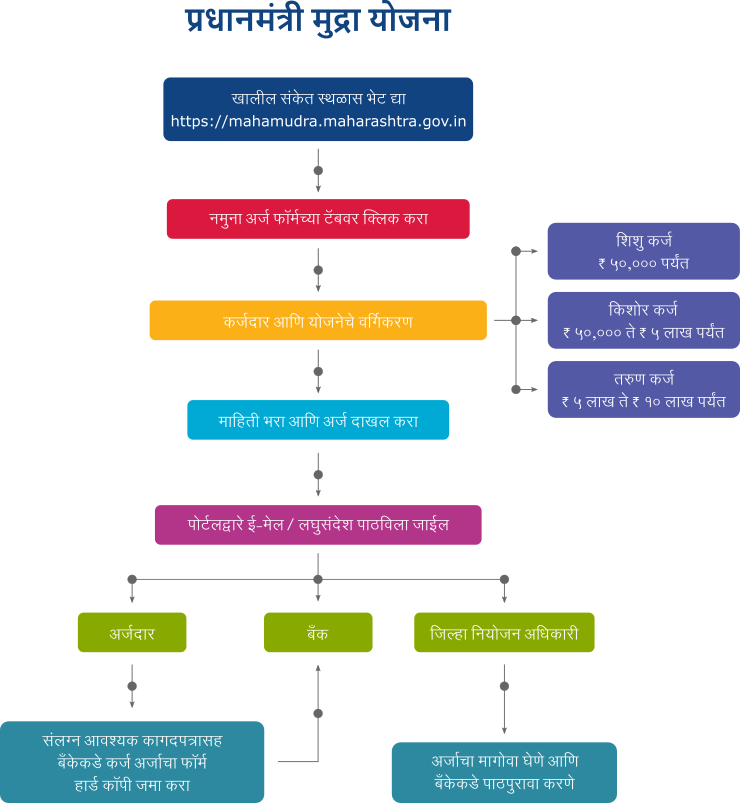 प्रधानमंत्री मुद्रा योजना
खालील संकेत स्थळास भेट द्या
https://mahamudra.maharashtra.gov.in
नमुना अर्ज फॉर्मच्या टॅबवर क्लिक करा
कर्जदार आणि योजनेचे वर्गिकरण
शिशु कर्ज
₹ ५०,००० पर्यंत
किशोर कर्ज
₹ ५०,००० ते ₹ ५ लाख पर्यंत
तरुण कर्ज
₹ ५ लाख ते ₹ १० लाख पर्यंत
माहिती भरा आणि अर्ज दाखल करा
पोर्टलद्वारे ई-मेल / लघुसंदेश पाठविला जाईल
अर्जदार
बँक
जिल्हा नियोजन अधिकारी
संलग्न आवश्यक कागदपत्रासह
बँकेकडे कर्ज अर्जाचा फॉर्म
हार्ड कॉपी जमा करा
अर्जाचा मागोवा घेणे आणि
बँकेकडे पाठपुरावा करणे